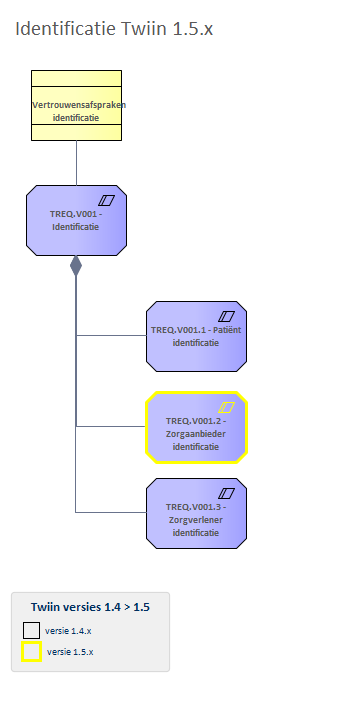 Identificatie Twiin 1.5.x
Vertrouwensafspraken
identificatie
TREQ.V001 -
Identificatie
TREQ.V001.1 - Patiënt
identificatie
TREQ.V001.2 -
Zorgaanbieder
identificatie
TREQ.V001.3 -
Zorgverlener
identificatie
Twiin versies 1.4 > 1.5
versie 1.4.x
versie 1.5.x